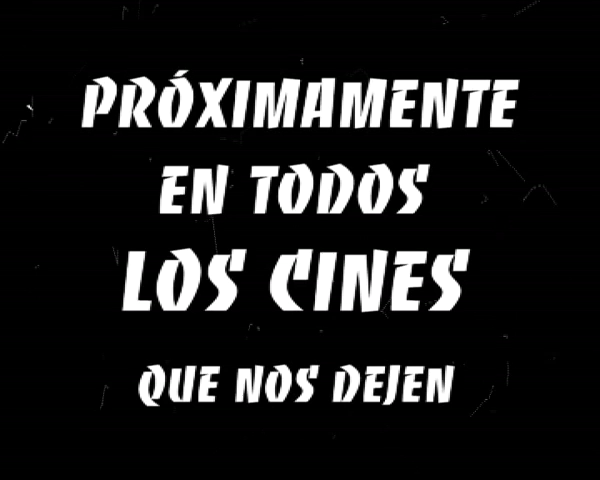 PRÓXIMAMENTE
EN TODOS
LOS CINES
QUE NOS DEJEN